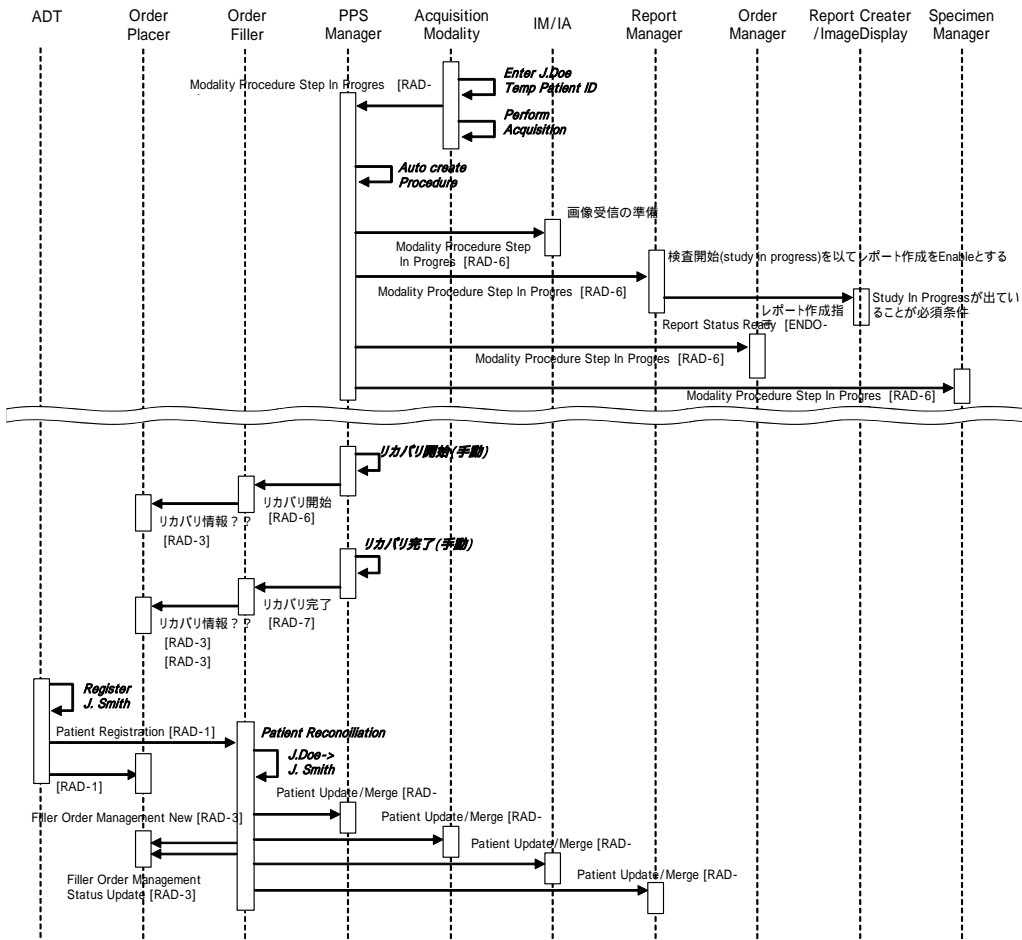 ADT
Order
Placer
Order
Filler
PPS
Manager
Acquisition
Modality
IM/IA
Report
Manager
Order
Manager
Report Creater
/ImageDisplay
Specimen
Manager
Enter J.Doe
Temp Patient ID
Modality Procedure Step In Progres [RAD-
Perform
Acquisition
Auto create
Procedure
画像受信の準備
Modality Procedure Step
In Progres [RAD-6]
検査開始(study in progress)を以てレポート作成をEnableとする
Modality Procedure Step In Progres [RAD-6]
Study In Progressが出てい
ることが必須条件
レポート作成指
Report Status Ready [ENDO-
Modality Procedure Step In Progres [RAD-6]
Modality Procedure Step In Progres [RAD-6]
リカバリ開始(手動)
リカバリ開始
[RAD-6]
リカバリ情報??
[RAD-3]
リカバリ完了(手動)
リカバリ完了
[RAD-7]
リカバリ情報??
[RAD-3]
[RAD-3]
Register
J. Smith
Patient Registration [RAD-1]
Patient Reconciliation
J.Doe->
J. Smith
[RAD-1]
Patient Update/Merge [RAD-
Filler Order Management New [RAD-3]
Patient Update/Merge [RAD-
Patient Update/Merge [RAD-
Patient Update/Merge [RAD-
Filler Order Management
Status Update [RAD-3]